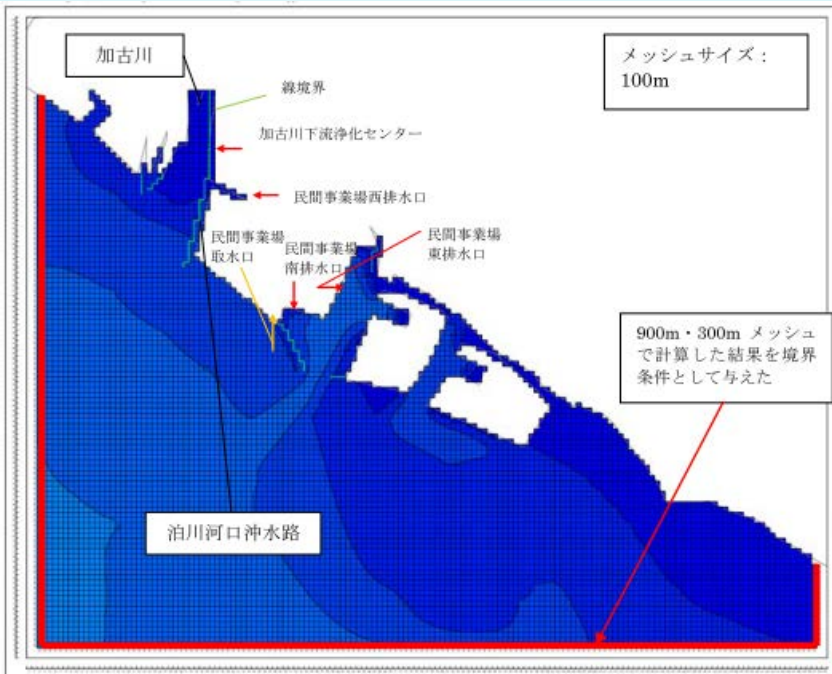 加古川
メッシュサイズ：
100m
線境界
加古川下流浄化センター
民間事業場西排水口
民間事業場
取水口
民間事業場
南排水口
民間事業場
東排水口
900m・300m メッシュ
で計算した結果を境界
条件として与えた
泊川河口沖水路